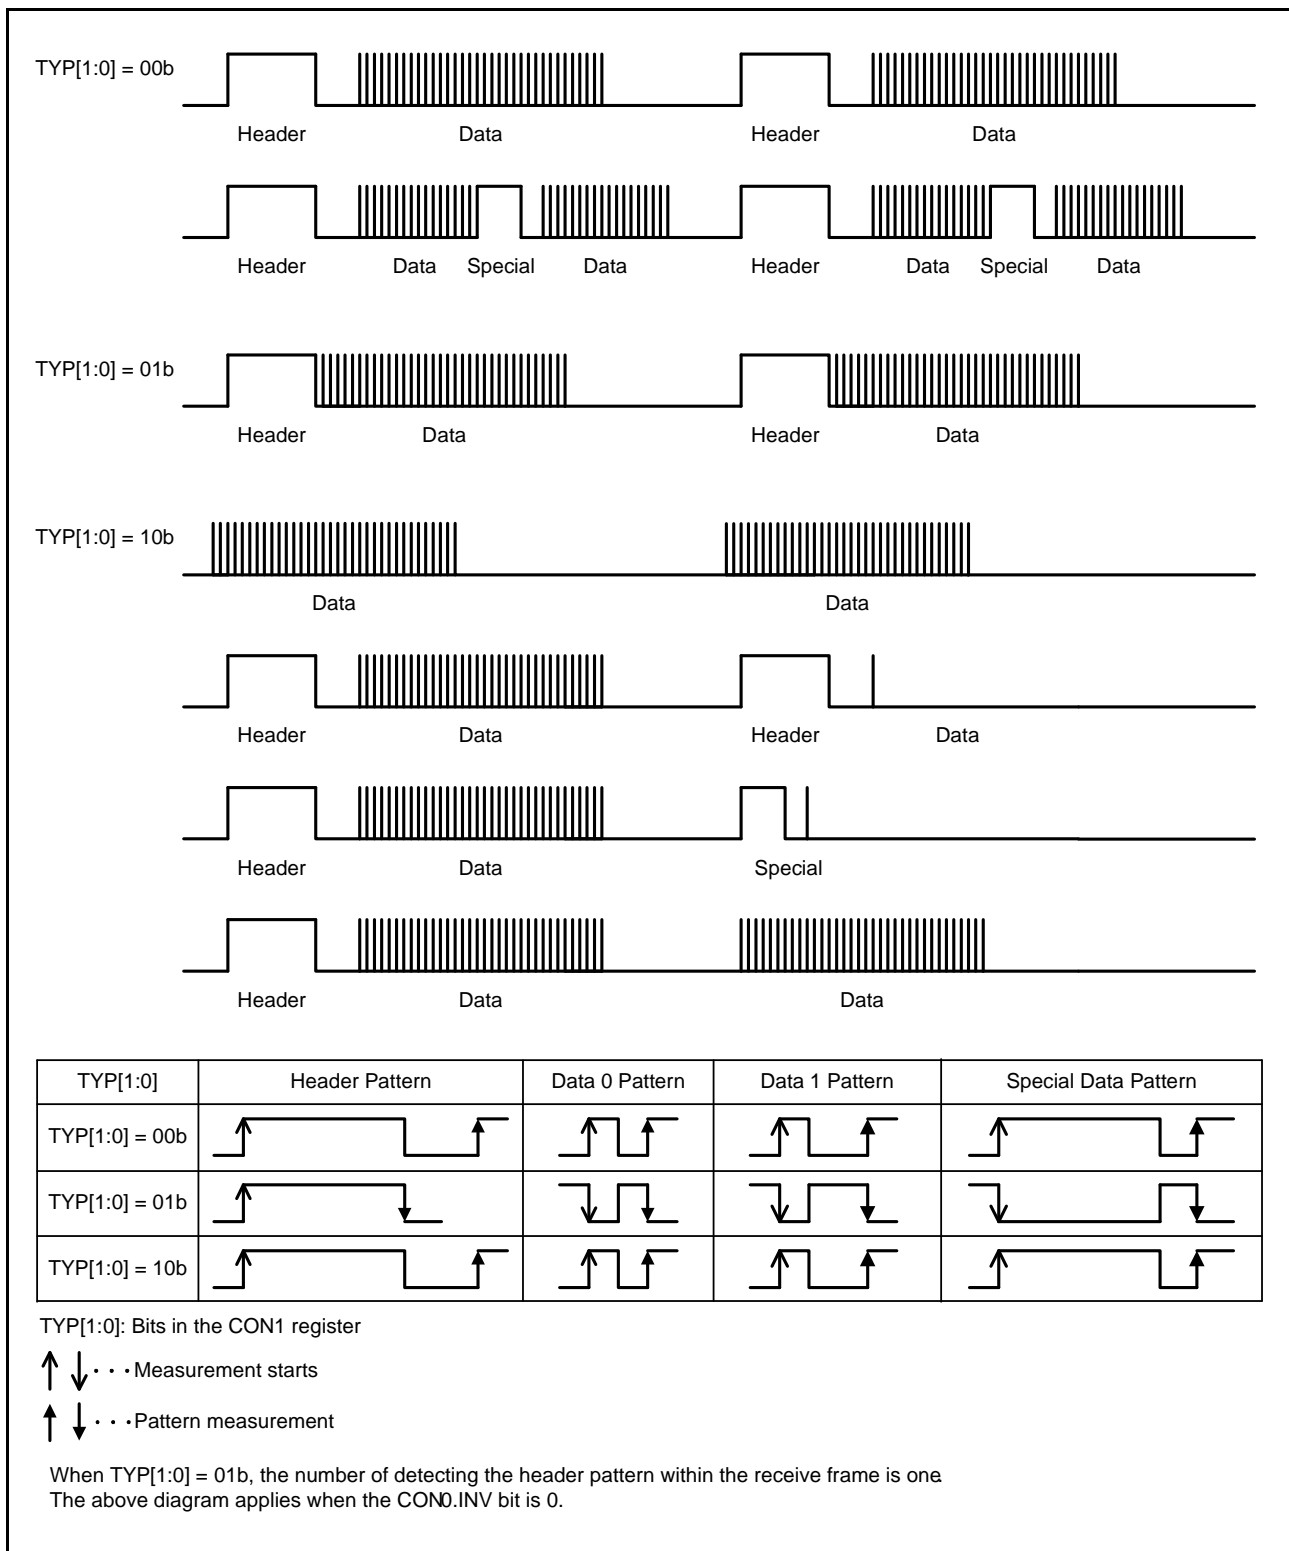 TYP[1:0] = 00b
Header Data Header Data
Header Data Special Data Header Data Special Data
TYP[1:0] = 01b
Header Data Header Data
TYP[1:0] = 10b
Data Data
Header Data Header Data
Header Data Special
Header Data Data
TYP[1:0] Header Pattern Data 0 Pattern Data 1 Pattern Special Data Pattern
TYP[1:0] = 00b
TYP[1:0] = 01b
TYP[1:0] = 10b
TYP[1:0]: Bits in the CON1 register
· · · Measurement starts
· · · Pattern measurement
When TYP[1:0] = 01b, the number of detecting the header pattern within the receive frame is one.
The above diagram applies when the CON0.INV bit is 0.